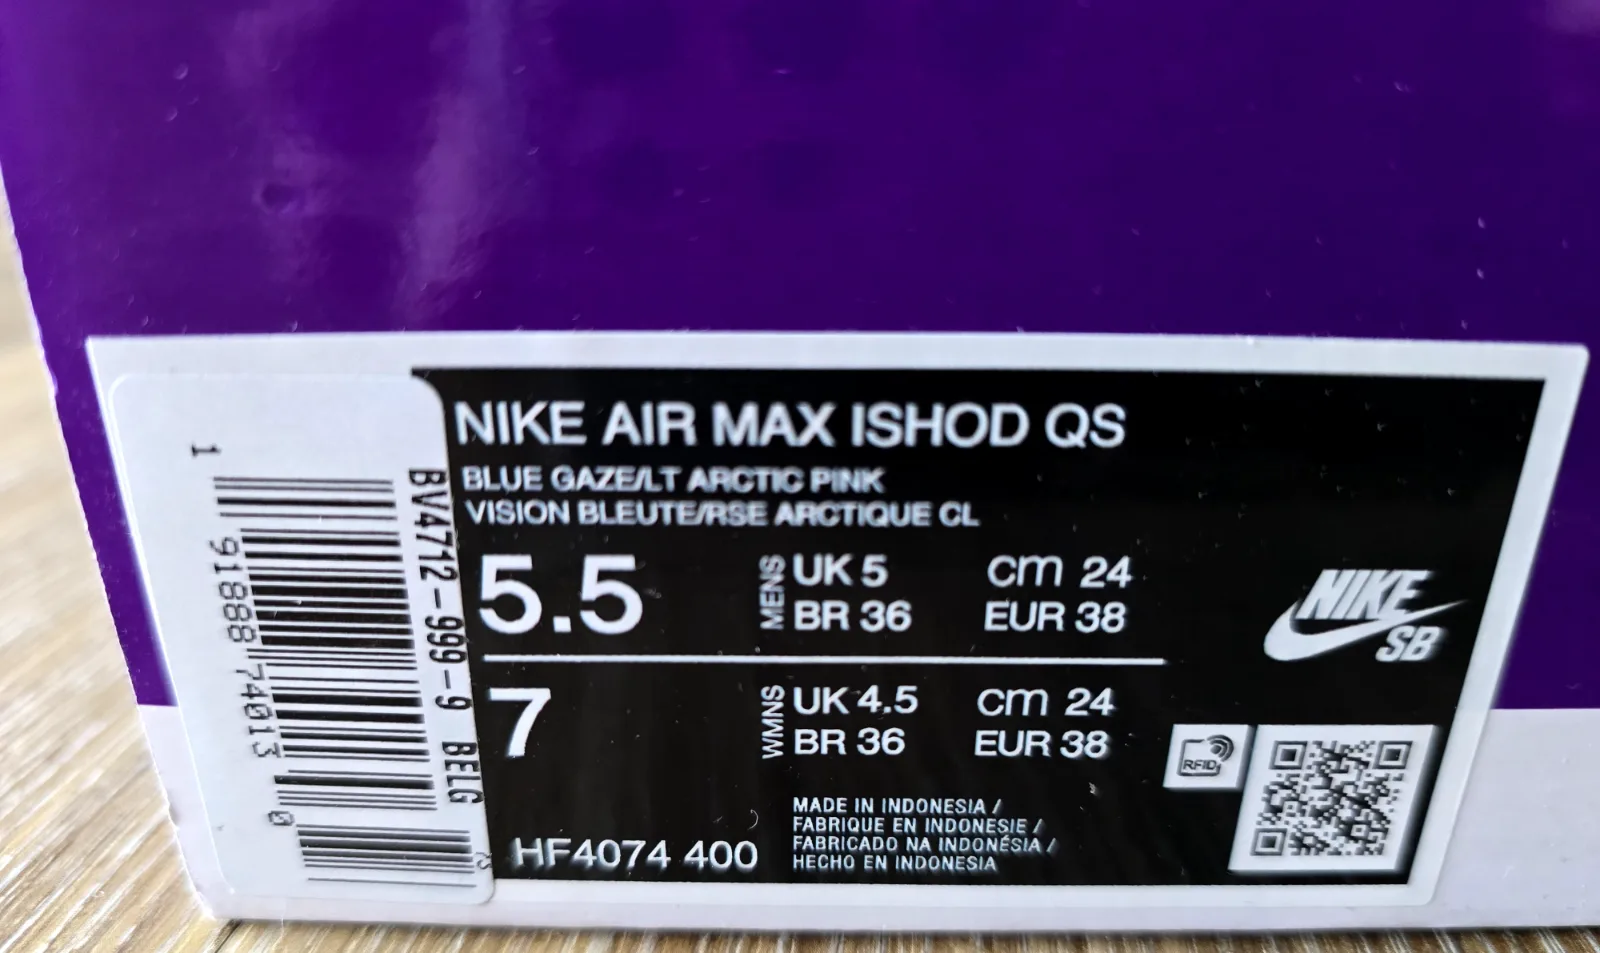 NIKE AIR MAX ISHOD QS
BLUE GAZE/LT ARCTIC PINK
VISION BLEUTE/RSE ARCTIQUE CL
5.5
MENS
UK 5
cm 24
BR 36
EUR 38
7
WMNS
UK 4.5
cm 24
BR 36
EUR 38
HF4074 400
MADE IN INDONESIA /
FABRIQUE EN INDONESIE /
FABRICADO NA INDONÉSIA /
HECHO EN INDONESIA
NIKE
SB
RFID
BV4712-999-9 BELG
1 91888 74013 0